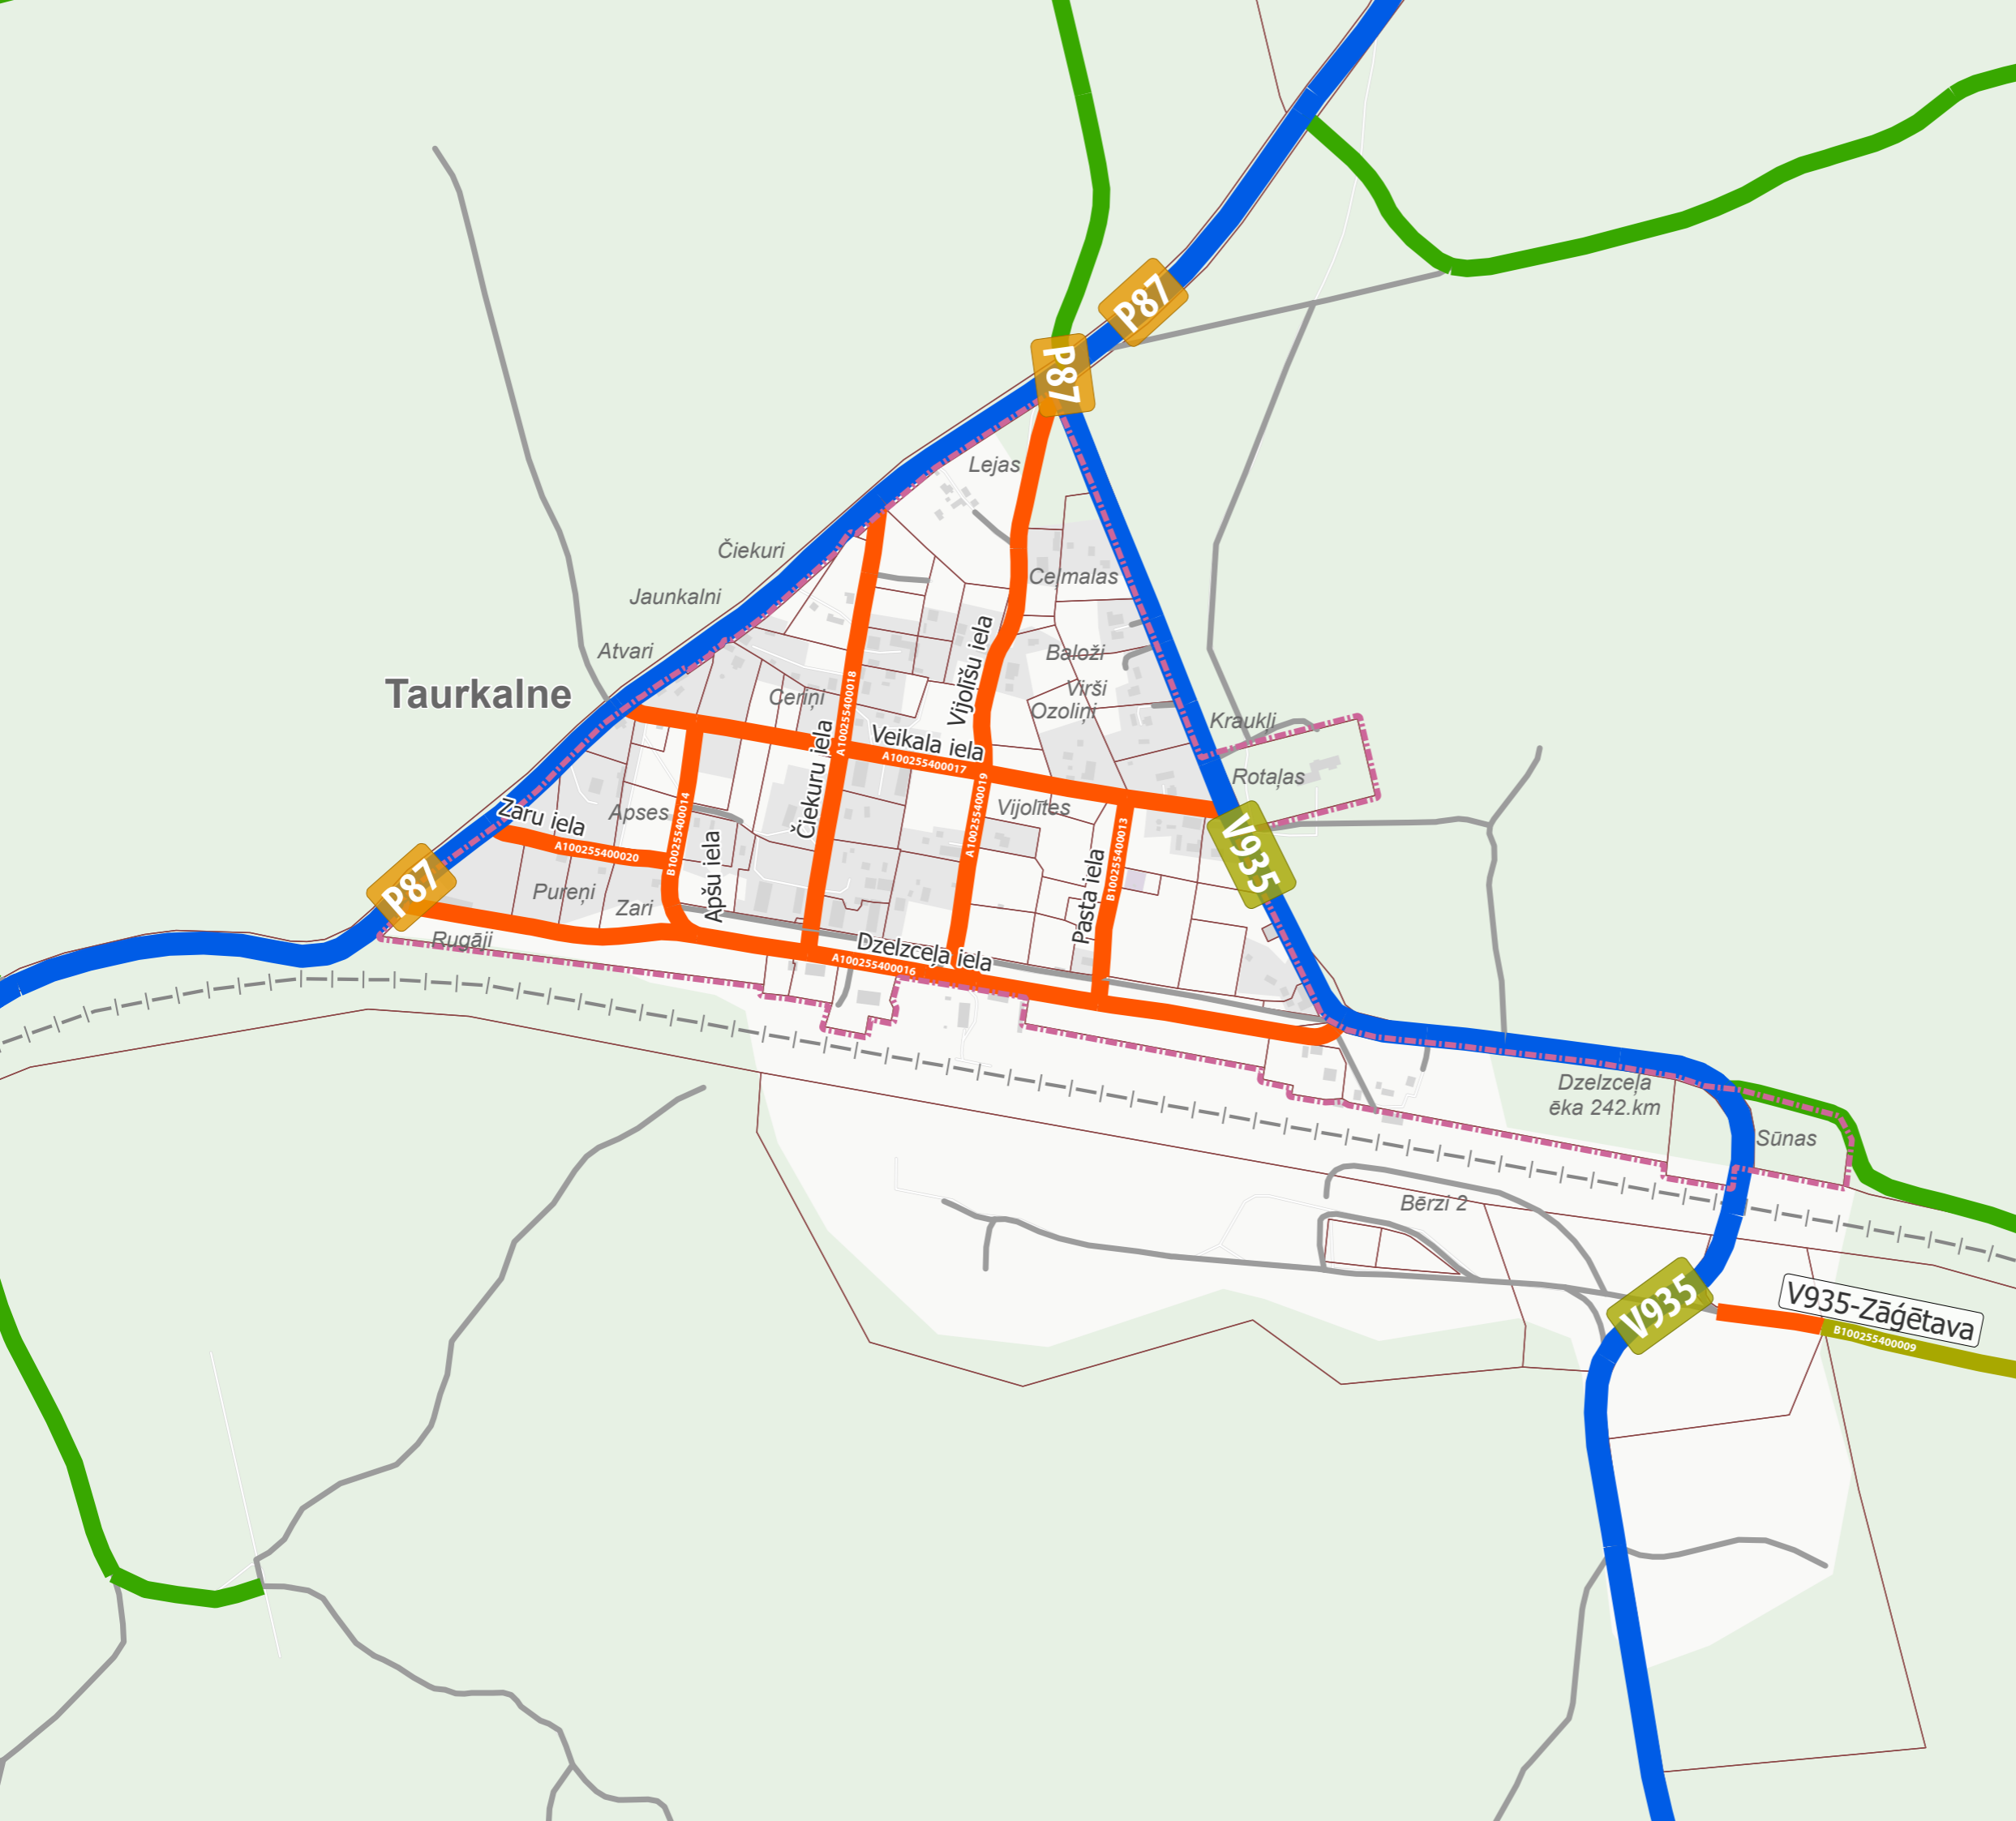 P87
P87
Lejas
Čiekuri
Ceļmalas
Jaunkalni
Atvari
Vijolīšu iela
Baloži
Taurkalne
Ceriņi
Virši
Ozoliņi
A100255400018
Kraukļi
Veikala iela
A100255400017
Čiekuru iela
Rotaļas
Zaru iela
Apses
B100255400014
A100255400019
Vijolītes
V935
A100255400020
Apšu iela
B100255400013
P87
Pureņi
Zari
Pasta iela
Rugāji
Dzelzceļa iela
A100255400016
Dzelzceļa
ēka 242.km
Sūnas
Bērzi 2
V935
V935-Zāģētava
B100255400009